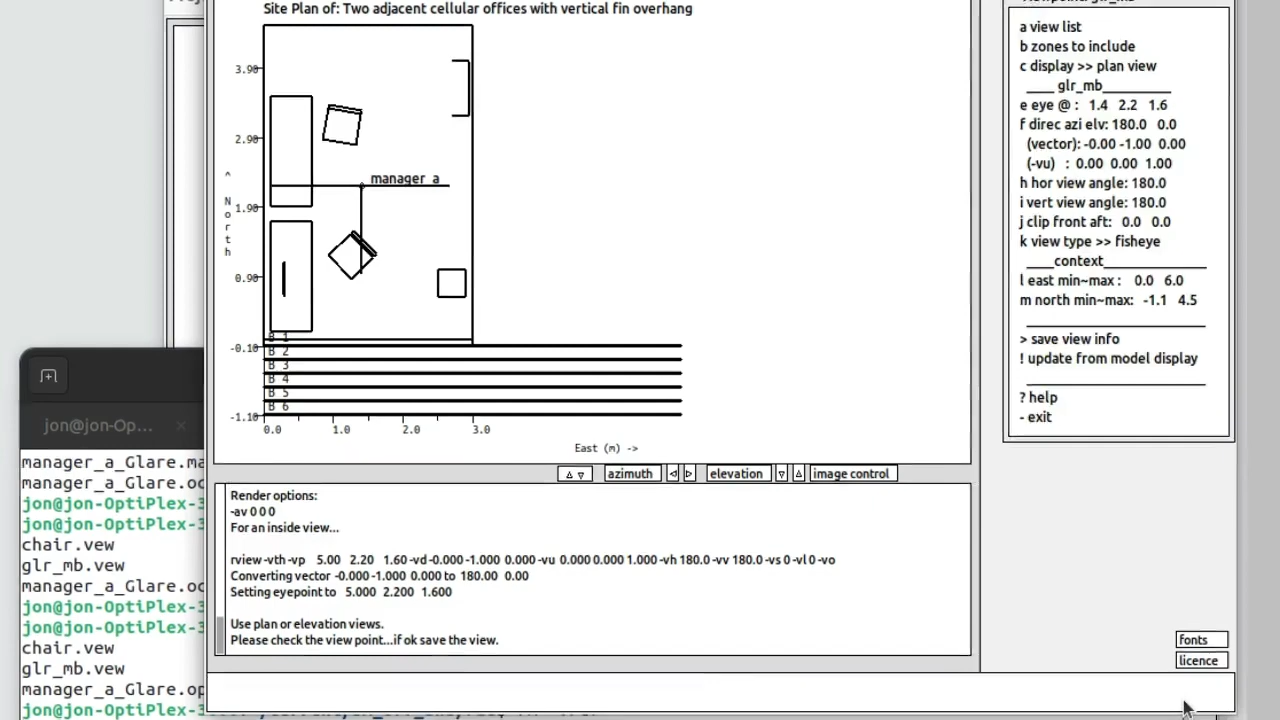 Site Plan of: Two adjacent cellular offices with vertical fin overhang
3.90
2.90
1.90
0.90
-0.10
-1.10
^
North
manager a
B 1
B 2
B 3
B 4
B 5
B 6
0.0 1.0 2.0 3.0
East (m) ->
azimuth
elevation
image control
Render options:
-av 0 0 0
For an inside view...
rview -vth -vp 5.00 2.20 1.60 -vd -0.000 -1.000 0.000 -vu 0.000 0.000 1.000 -vh 180.0 -vv 180.0 -vs 0 -vl 0 -vo
Converting vector -0.000 -1.000 0.000 to 180.00 0.00
Setting eyepoint to 5.000 2.200 1.600
Use plan or elevation views.
Please check the view point...if ok save the view.
a view list
b zones to include
c display >> plan view
____ glr_mb_________
e eye @ : 1.4 2.2 1.6
f direc azi elv: 180.0 0.0
(vector): -0.00 -1.00 0.00
(-vu) : 0.00 0.00 1.00
h hor view angle: 180.0
i vert view angle: 180.0
j clip front aft: 0.0 0.0
k view type >> fisheye
____context______________
l east min~max : 0.0 6.0
m north min~max: -1.1 4.5
> save view info
! update from model display
? help
- exit
fonts
licence
jon@jon-Op...
manager_a_Glare.ma
manager_a_Glare.oc
jon@jon-OptiPlex-3
jon@jon-OptiPlex-3
chair.vew
glr_mb.vew
manager_a_Glare.oc
jon@jon-OptiPlex-3
jon@jon-OptiPlex-3
chair.vew
glr_mb.vew
manager_a_Glare.op
jon@jon-OptiPlex-3